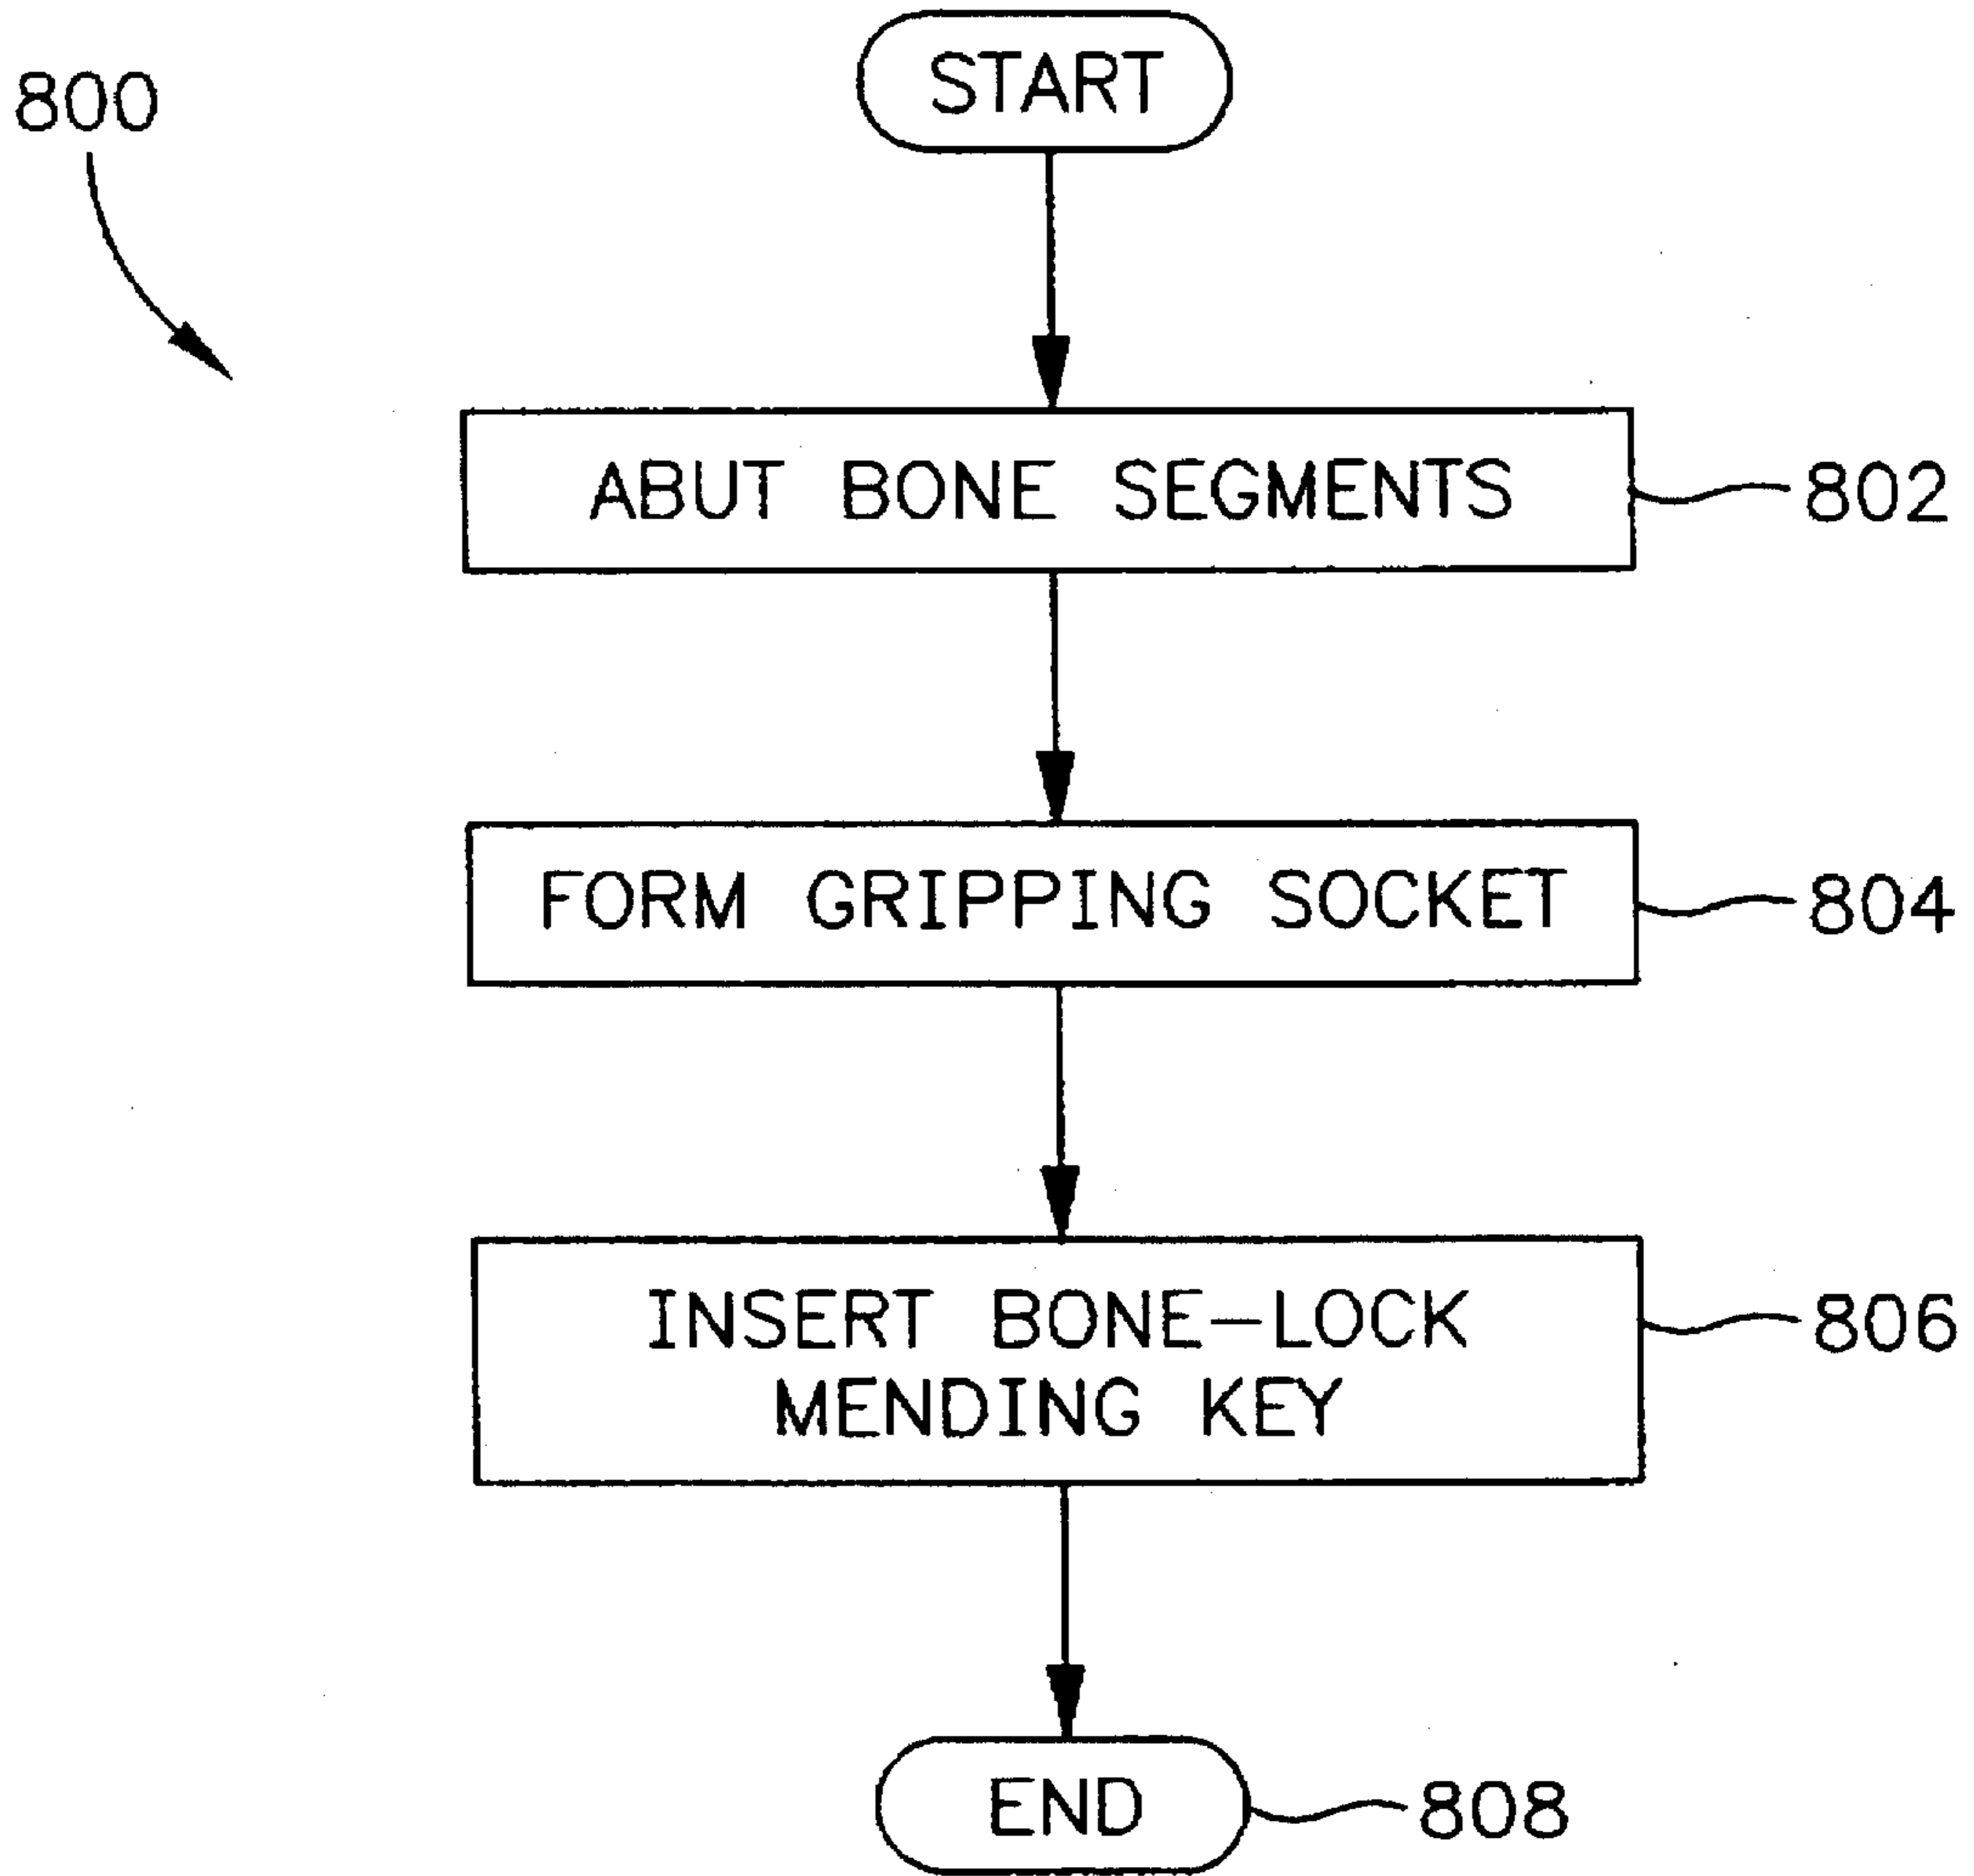 START
800
ABUT BONE SEGMENTS
802
FORM GRIPPING SOCKET
804
INSERT BONE-LOCK
MENDING KEY
806
END
808